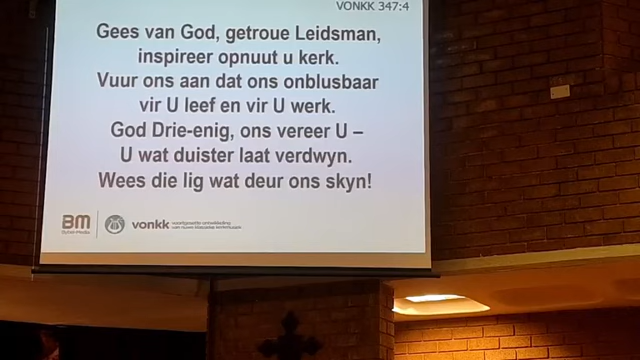 VONKK 347:4
Gees van God, getroue Leidsman,
inspireer opnuut u kerk.
Vuur ons aan dat ons onblusbaar
vir U leef en vir U werk.
God Drie-enig, ons vereer U –
U wat duister laat verdwyn.
Wees die lig wat deur ons skyn!
BM
vonkk